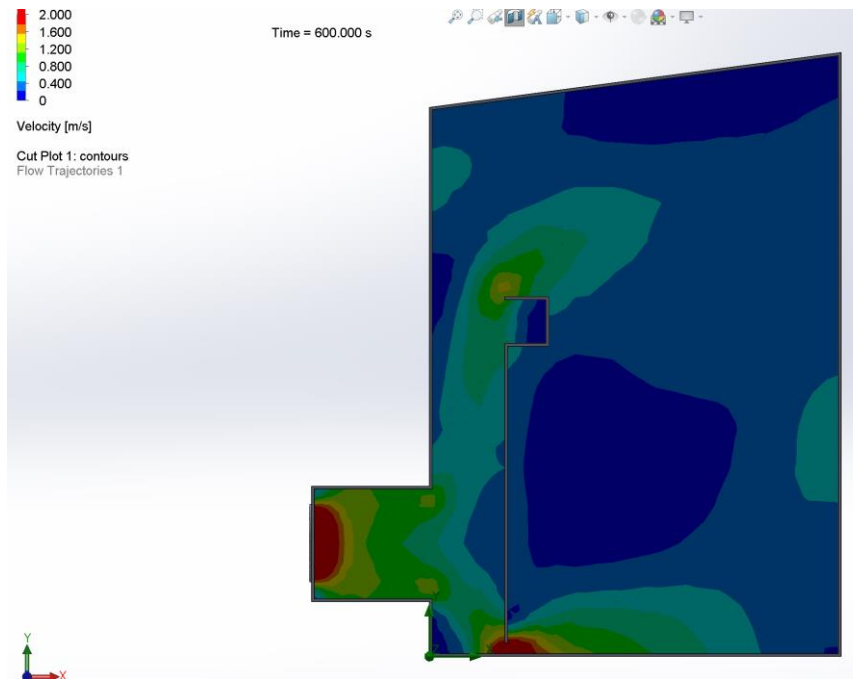 2.000
1.600
1.200
0.800
0.400
0
Velocity [m/s]
Cut Plot 1: contours
Flow Trajectories 1
Time = 600.000 s
Y
X